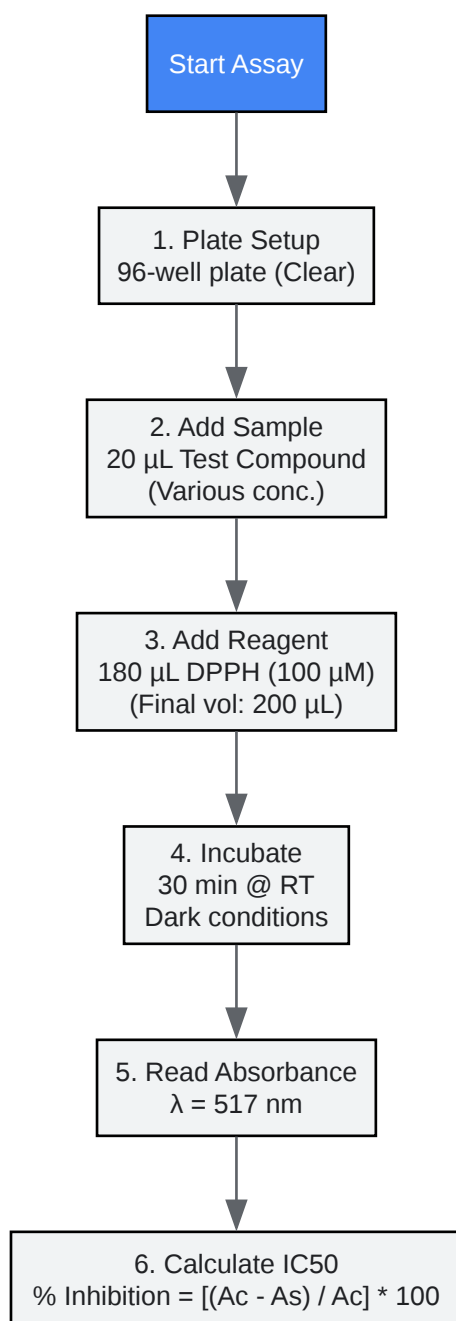 Start Assay
1. Plate Setup
96-well plate (Clear)
2. Add Sample
20 µL Test Compound
(Various conc.)
3. Add Reagent
180 µL DPPH (100 µM)
(Final vol: 200 µL)
4. Incubate
30 min @ RT
Dark conditions
5. Read Absorbance
λ = 517 nm
6. Calculate IC50
% Inhibition = [(Ac - As) / Ac] * 100